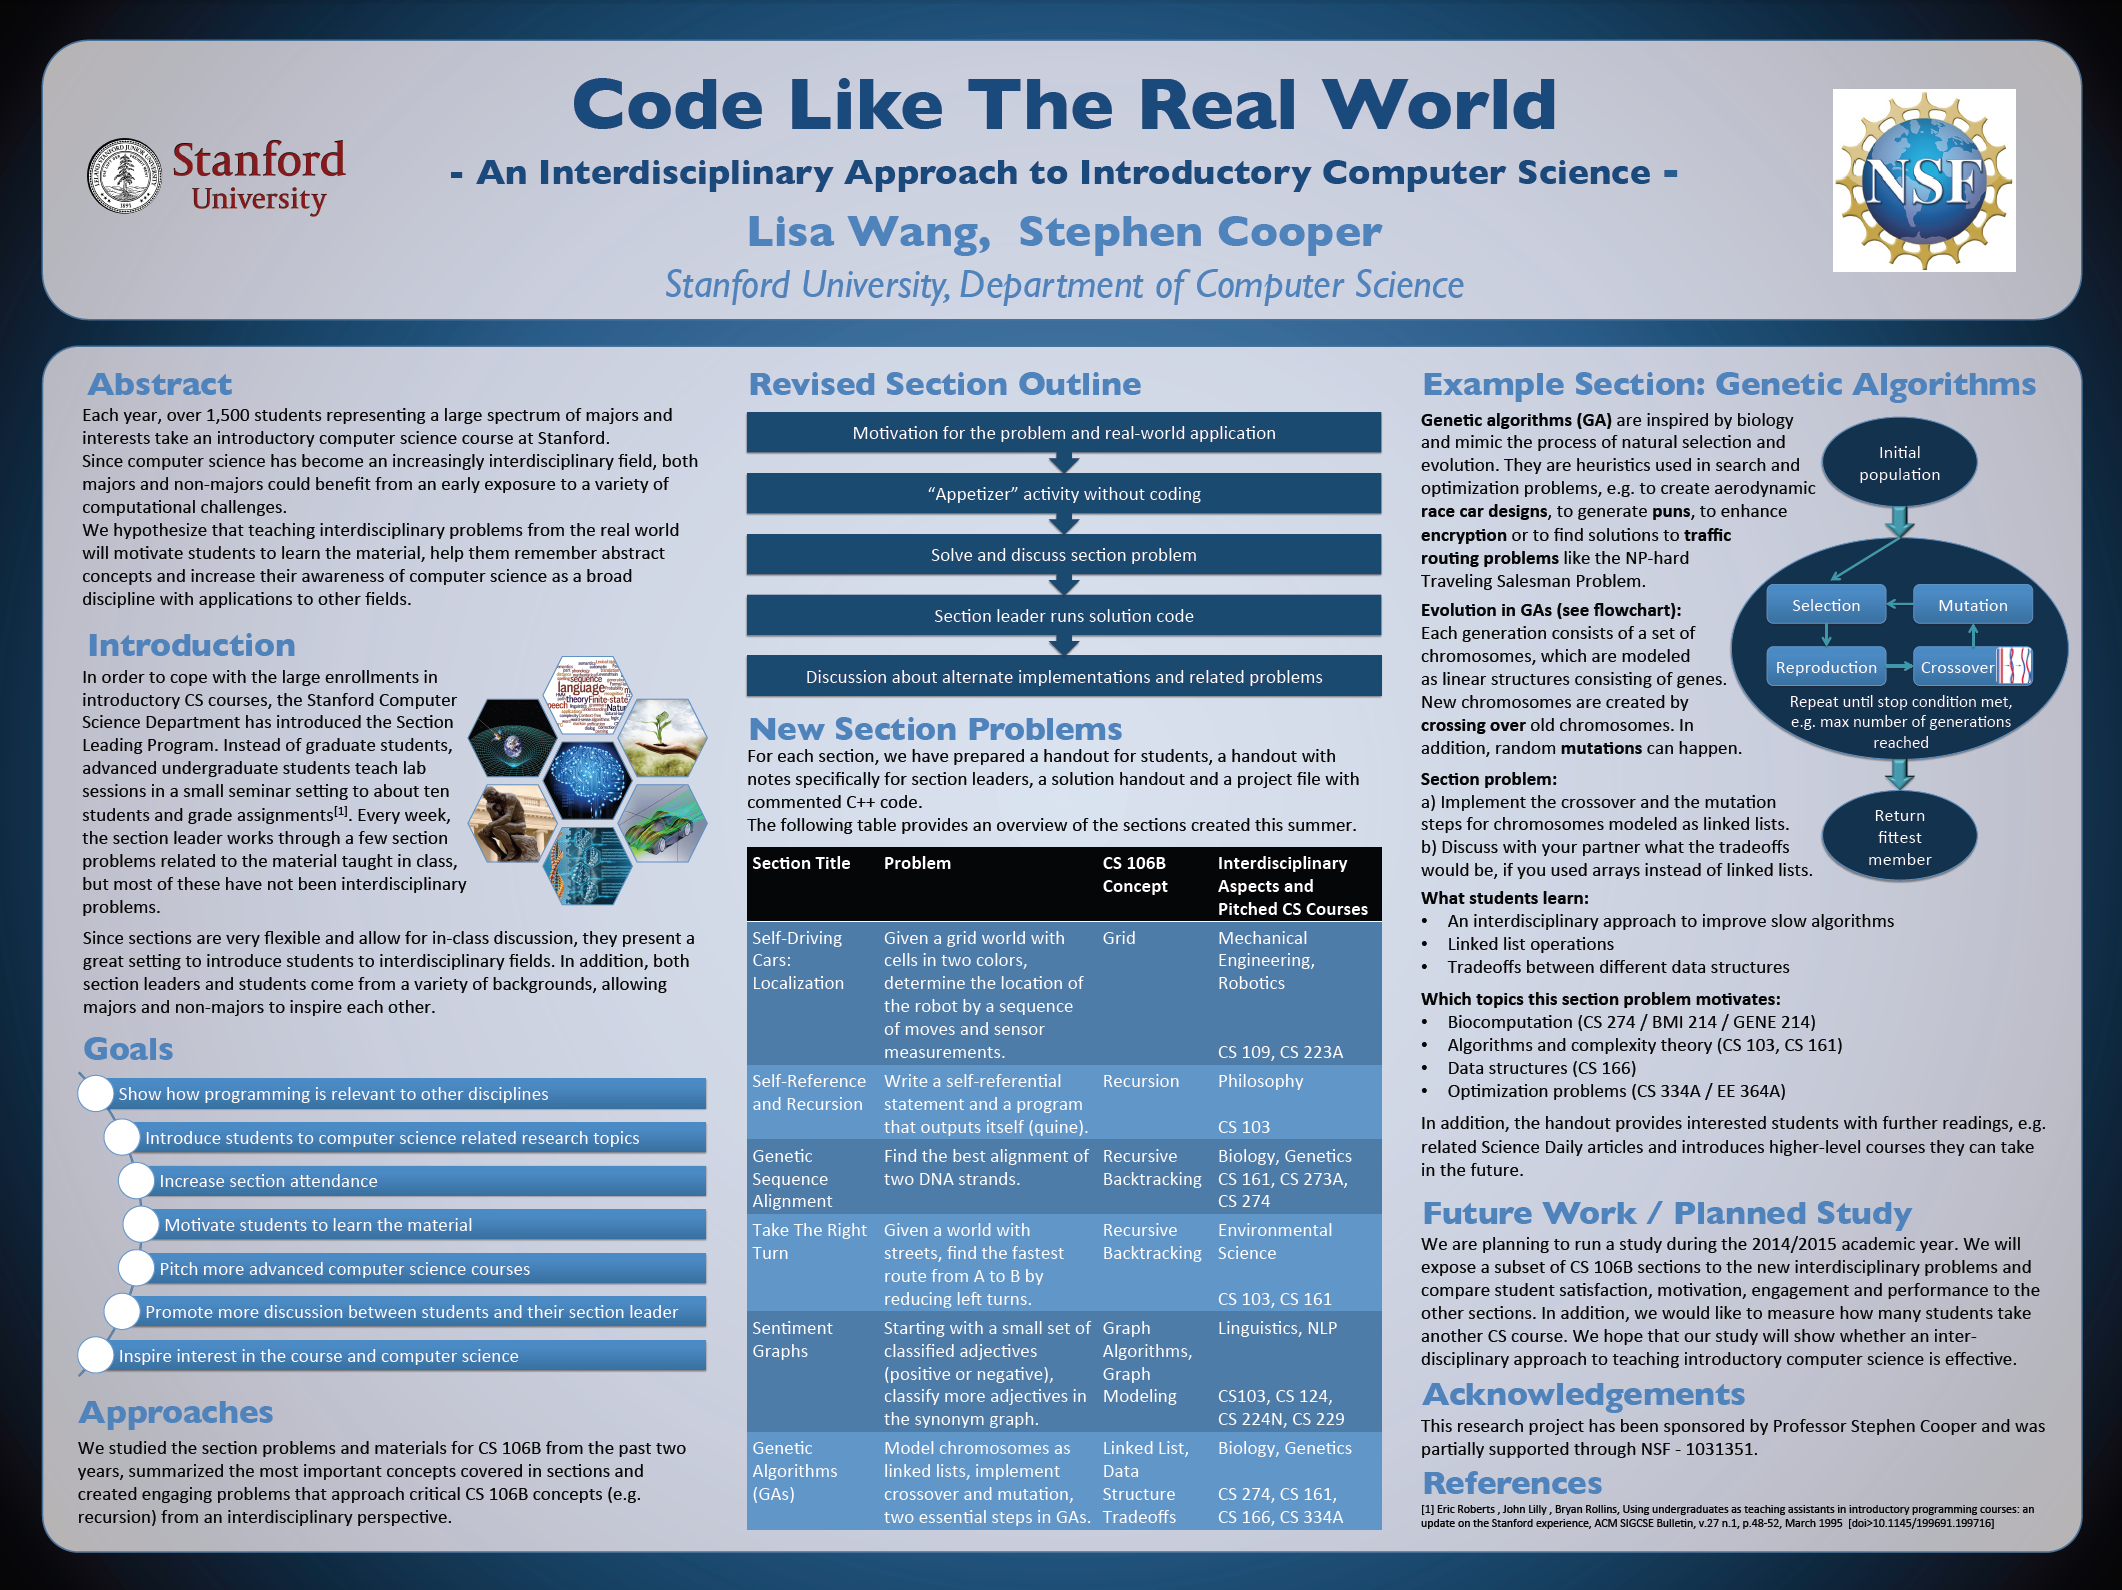 Stanford
University
Code Like The Real World
- An Interdisciplinary Approach to Introductory Computer Science -
Lisa Wang, Stephen Cooper
Stanford University, Department of Computer Science
NSF
Abstract
Each year, over 1,500 students representing a large spectrum of majors and
interests take an introductory computer science course at Stanford.
Since computer science has become an increasingly interdisciplinary field, both
majors and non-majors could benefit from an early exposure to a variety of
computational challenges.
We hypothesize that teaching interdisciplinary problems from the real world
will motivate students to learn the material, help them remember abstract
concepts and increase their awareness of computer science as a broad
discipline with applications to other fields.
Introduction
In order to cope with the large enrollments in
introductory CS courses, the Stanford Computer
Science Department has introduced the Section
Leading Program. Instead of graduate students,
advanced undergraduate students teach lab
sessions in a small seminar setting to about ten
students and grade assignments[1]. Every week,
the section leader works through a few section
problems related to the material taught in class,
but most of these have not been interdisciplinary
problems.
sequence
language
theory Finite-state
Since sections are very flexible and allow for in-class discussion, they present a
great setting to introduce students to interdisciplinary fields. In addition, both
section leaders and students come from a variety of backgrounds, allowing
majors and non-majors to inspire each other.
Goals
Show how programming is relevant to other disciplines
Introduce students to computer science related research topics
Increase section attendance
Motivate students to learn the material
Pitch more advanced computer science courses
Promote more discussion between students and their section leader
Inspire interest in the course and computer science
Approaches
We studied the section problems and materials for CS 106B from the past two
years, summarized the most important concepts covered in sections and
created engaging problems that approach critical CS 106B concepts (e.g.
recursion) from an interdisciplinary perspective.
Revised Section Outline
Motivation for the problem and real-world application
“Appetizer” activity without coding
Solve and discuss section problem
Section leader runs solution code
Discussion about alternate implementations and related problems
New Section Problems
For each section, we have prepared a handout for students, a handout with
notes specifically for section leaders, a solution handout and a project file with
commented C++ code.
The following table provides an overview of the sections created this summer.
Section Title Problem CS 106B Interdisciplinary
Concept Aspects and
Pitched CS Courses
Self-Driving Given a grid world with Grid Mechanical
Cars: cells in two colors, Engineering,
Localization determine the location of Robotics
the robot by a sequence
of moves and sensor
measurements. CS 109, CS 223A
Self-Reference Write a self-referential Recursion Philosophy
and Recursion statement and a program
that outputs itself (quine). CS 103
Genetic Find the best alignment of Recursive Biology, Genetics
Sequence two DNA strands. Backtracking CS 161, CS 273A,
Alignment CS 274
Take The Right Given a world with Recursive Environmental
Turn streets, find the fastest Backtracking Science
route from A to B by
reducing left turns. CS 103, CS 161
Sentiment Starting with a small set of Graph Linguistics, NLP
Graphs classified adjectives Algorithms,
(positive or negative), Graph
classify more adjectives in Modeling CS103, CS 124,
the synonym graph. CS 224N, CS 229
Genetic Model chromosomes as Linked List, Biology, Genetics
Algorithms linked lists, implement Data
(GAs) crossover and mutation, Structure CS 274, CS 161,
two essential steps in GAs. Tradeoffs CS 166, CS 334A
Example Section: Genetic Algorithms
Genetic algorithms (GA) are inspired by biology
and mimic the process of natural selection and
evolution. They are heuristics used in search and
optimization problems, e.g. to create aerodynamic
race car designs, to generate puns, to enhance
encryption or to find solutions to traffic
routing problems like the NP-hard
Traveling Salesman Problem.
Evolution in GAs (see flowchart):
Each generation consists of a set of
chromosomes, which are modeled
as linear structures consisting of genes.
New chromosomes are created by
crossing over old chromosomes. In
addition, random mutations can happen.
Section problem:
a) Implement the crossover and the mutation
steps for chromosomes modeled as linked lists.
b) Discuss with your partner what the tradeoffs
would be, if you used arrays instead of linked lists.
Initial
population
Selection Mutation
Reproduction Crossover
Repeat until stop condition met,
e.g. max number of generations
reached
Return
fittest
member
What students learn:
• An interdisciplinary approach to improve slow algorithms
• Linked list operations
• Tradeoffs between different data structures
Which topics this section problem motivates:
• Biocomputation (CS 274 / BMI 214 / GENE 214)
• Algorithms and complexity theory (CS 103, CS 161)
• Data structures (CS 166)
• Optimization problems (CS 334A / EE 364A)
In addition, the handout provides interested students with further readings, e.g.
related Science Daily articles and introduces higher-level courses they can take
in the future.
Future Work / Planned Study
We are planning to run a study during the 2014/2015 academic year. We will
expose a subset of CS 106B sections to the new interdisciplinary problems and
compare student satisfaction, motivation, engagement and performance to the
other sections. In addition, we would like to measure how many students take
another CS course. We hope that our study will show whether an inter-
disciplinary approach to teaching introductory computer science is effective.
Acknowledgements
This research project has been sponsored by Professor Stephen Cooper and was
partially supported through NSF - 1031351.
References
[1] Eric Roberts , John Lilly , Bryan Rollins, Using undergraduates as teaching assistants in introductory programming courses: an
update on the Stanford experience, ACM SIGCSE Bulletin, v.27 n.1, p.48-52, March 1995 [doi>10.1145/199691.199716]